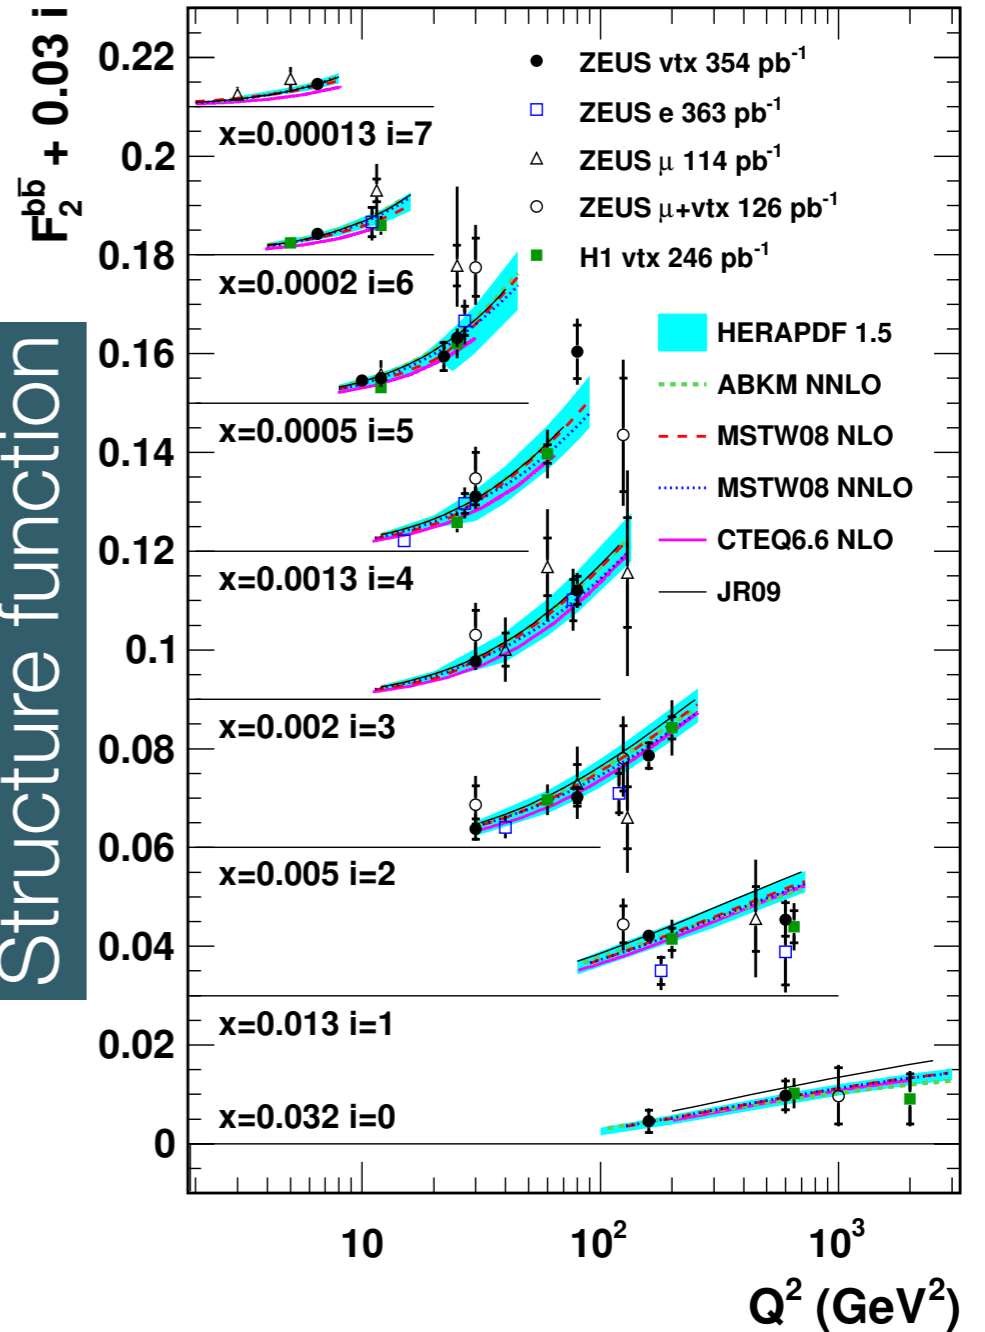 Structure function
F₂^{bb̄} + 0.03 i
0.22
0.2
0.18
0.16
0.14
0.12
0.1
0.08
0.06
0.04
0.02
0
ZEUS vtx 354 pb⁻¹
ZEUS e 363 pb⁻¹
ZEUS μ 114 pb⁻¹
ZEUS μ+vtx 126 pb⁻¹
H1 vtx 246 pb⁻¹
HERAPDF 1.5
ABKM NNLO
MSTW08 NLO
MSTW08 NNLO
CTEQ6.6 NLO
JR09
x=0.00013 i=7
x=0.0002 i=6
x=0.0005 i=5
x=0.0013 i=4
x=0.002 i=3
x=0.005 i=2
x=0.013 i=1
x=0.032 i=0
10
10²
10³
Q² (GeV²)